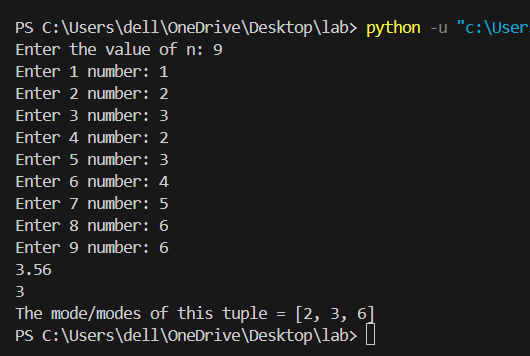 PS C:\Users\dell\OneDrive\Desktop\lab> python -u "c:\User
Enter the value of n: 9
Enter 1 number: 1
Enter 2 number: 2
Enter 3 number: 3
Enter 4 number: 2
Enter 5 number: 3
Enter 6 number: 4
Enter 7 number: 5
Enter 8 number: 6
Enter 9 number: 6
3.56
3
The mode/modes of this tuple = [2, 3, 6]
PS C:\Users\dell\OneDrive\Desktop\lab>